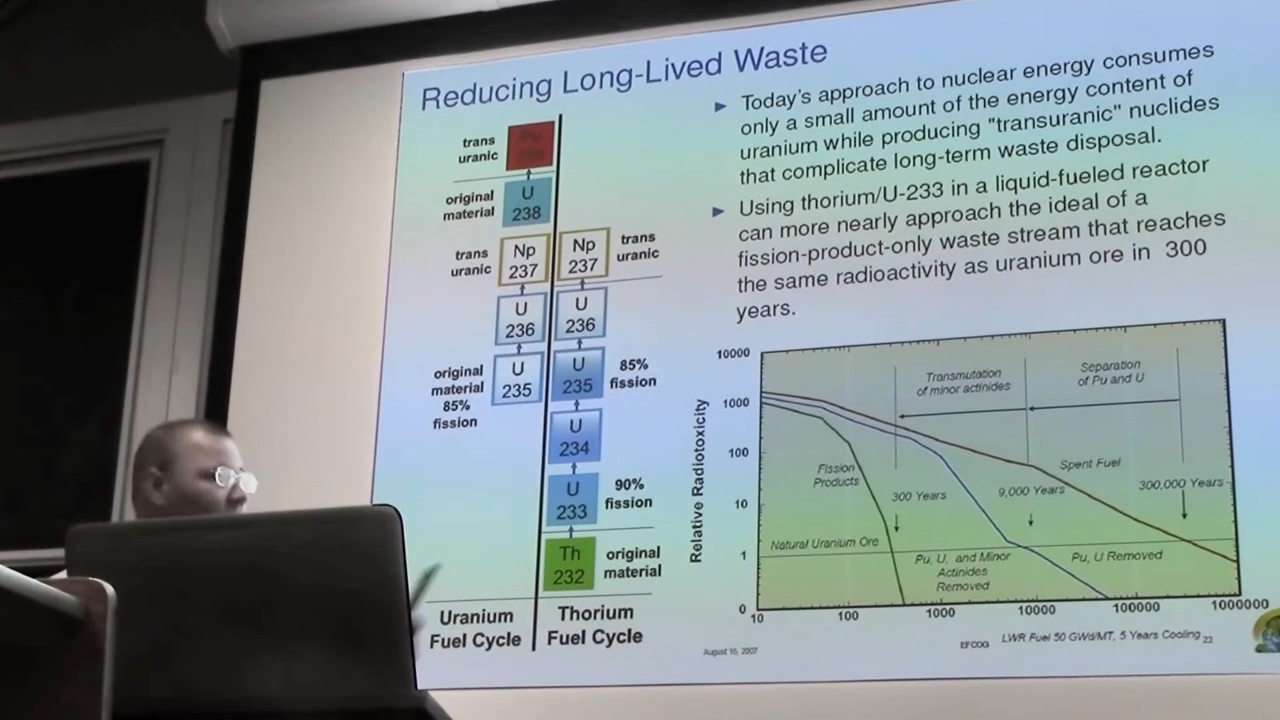 Reducing Long-Lived Waste
Today's approach to nuclear energy consumes
only a small amount of the energy content of
uranium while producing "transuranic" nuclides
that complicate long-term waste disposal.
Using thorium/U-233 in a liquid-fueled reactor
can more nearly approach the ideal of a
fission-product-only waste stream that reaches
the same radioactivity as uranium ore in 300
years.
trans
uranic
original
material
U
238
trans
uranic
Np
237
Np
237
trans
uranic
U
236
U
236
original
material
85%
fission
U
235
U
235
85%
fission
U
234
U
233
90%
fission
Th
232
original
material
Uranium
Fuel Cycle
Thorium
Fuel Cycle
Relative Radiotoxicity
10000
1000
100
10
1
0
10
100
1000
10000
100000
1000000
Transmutation
of minor actinides
Separation
of Pu and U
Fission
Products
Spent Fuel
300 Years
9,000 Years
300,000 Years
Natural Uranium Ore
Pu, U, and Minor
Actinides
Removed
Pu, U Removed
August 16, 2007
EFCOG
LWR Fuel 50 GWd/MT, 5 Years Cooling
22